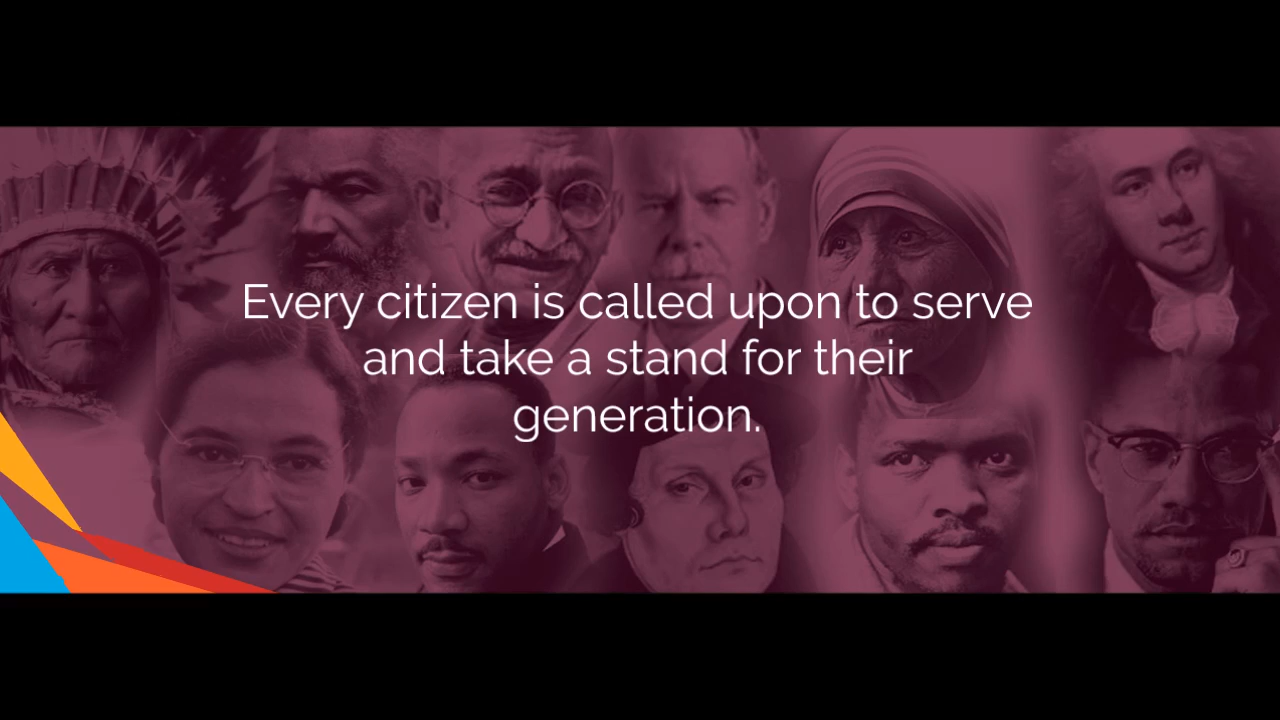 Every citizen is called upon to serve
and take a stand for their
generation.